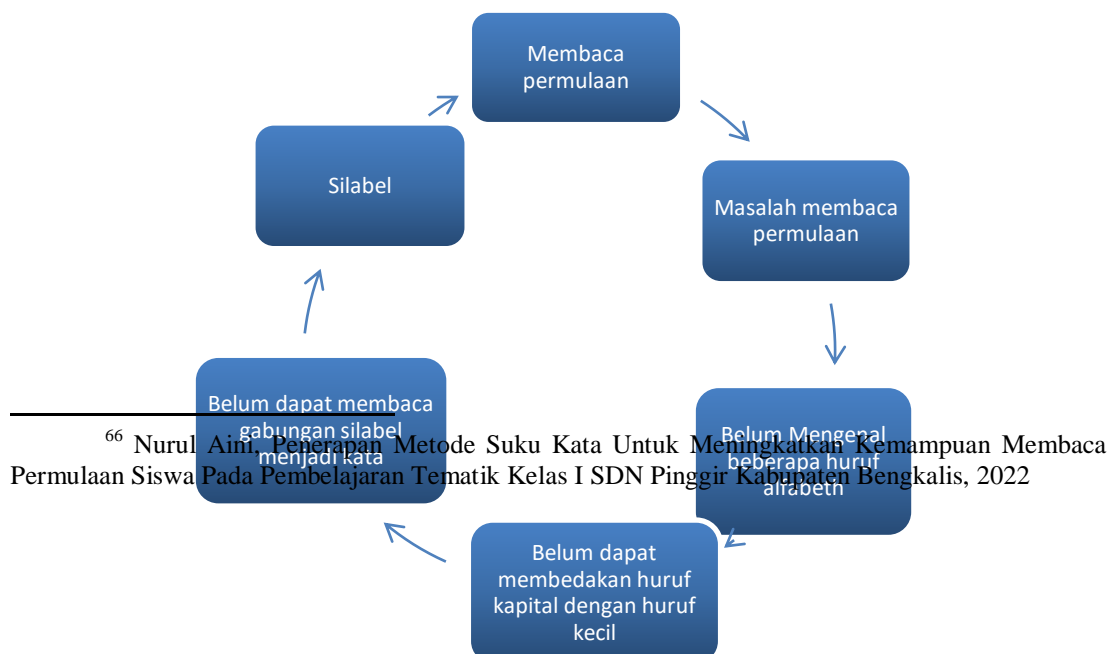 Membaca
permulaan
Masalah membaca
permulaan
Belum Mengenal
beberapa huruf
alfabeth
Belum dapat
membedakan huruf
kapital dengan huruf
kecil
Belum dapat membaca
gabungan silabel
menjadi kata
Silabel
66 Nurul Aini, Penerapan Metode Suku Kata Untuk Meningkatkan Kemampuan Membaca
Permulaan Siswa Pada Pembelajaran Tematik Kelas I SDN Pinggir Kabupaten Bengkalis, 2022